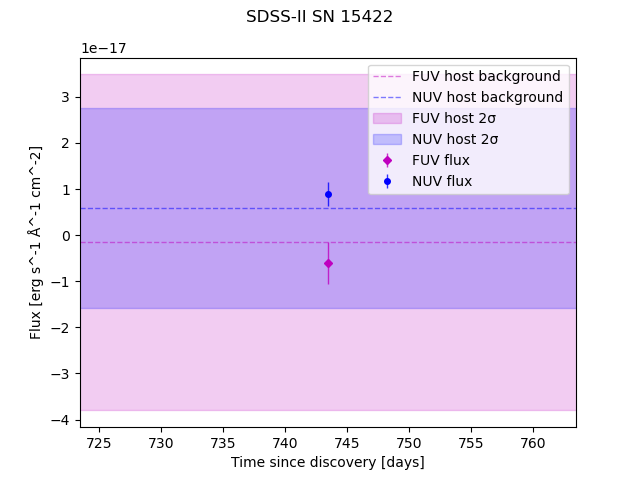 SDSS-II SN 15422
1e−17
FUV host background
NUV host background
FUV host 2σ
NUV host 2σ
FUV flux
NUV flux
3
2
1
0
−1
−2
−3
−4
Flux [erg s^-1 Å^-1 cm^-2]
725
730
735
740
745
750
755
760
Time since discovery [days]